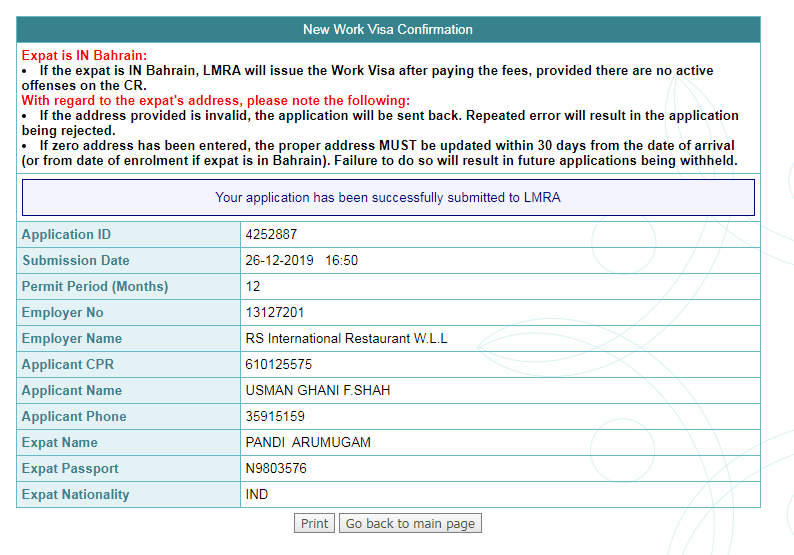 New Work Visa Confirmation
Expat is IN Bahrain:
• If the expat is IN Bahrain, LMRA will issue the Work Visa after paying the fees, provided there are no active
offenses on the CR.
With regard to the expat's address, please note the following:
• If the address provided is invalid, the application will be sent back. Repeated error will result in the application
being rejected.
• If zero address has been entered, the proper address MUST be updated within 30 days from the date of arrival
(or from date of enrolment if expat is in Bahrain). Failure to do so will result in future applications being withheld.
Your application has been successfully submitted to LMRA
Application ID 4252887
Submission Date 26-12-2019 16:50
Permit Period (Months) 12
Employer No 13127201
Employer Name RS International Restaurant W.L.L
Applicant CPR 610125575
Applicant Name USMAN GHANI F.SHAH
Applicant Phone 35915159
Expat Name PANDI ARUMUGAM
Expat Passport N9803576
Expat Nationality IND
Print Go back to main page